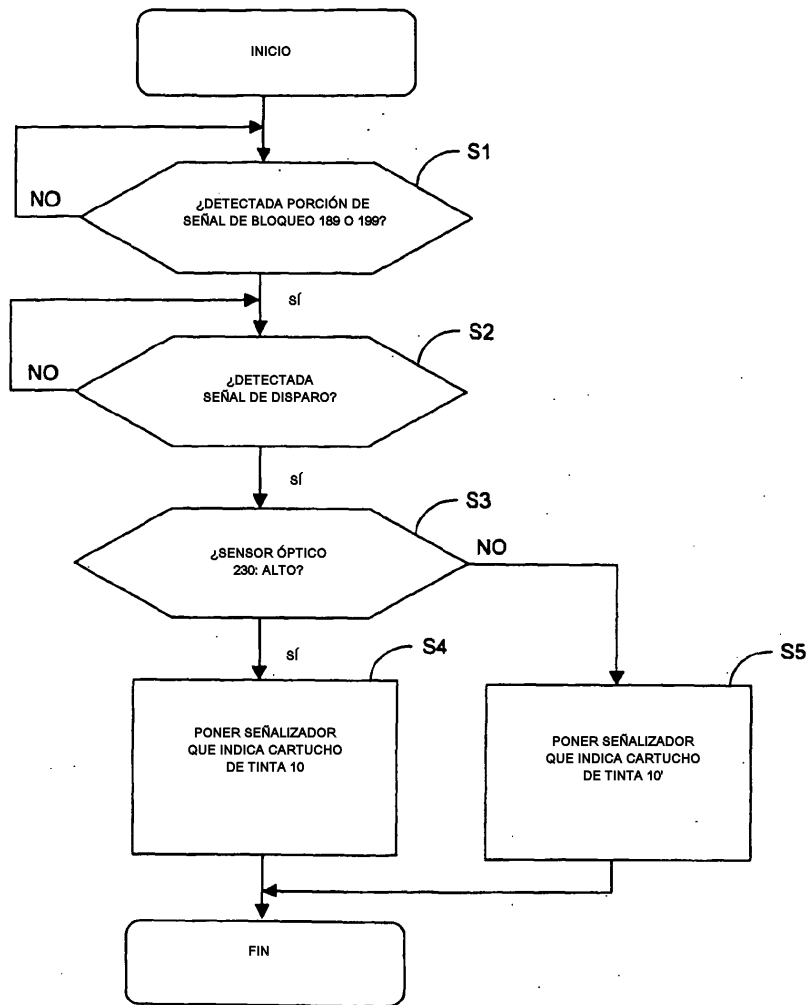 INICIO
S1
NO
¿DETECTADA PORCIÓN DE
SEÑAL DE BLOQUEO 189 O 199?
SÍ
S2
NO
¿DETECTADA
SEÑAL DE DISPARO?
SÍ
S3
¿SENSOR ÓPTICO
230: ALTO?
NO
SÍ
S4
S5
PONER SEÑALIZADOR
QUE INDICA CARTUCHO
DE TINTA 10
PONER SEÑALIZADOR
QUE INDICA CARTUCHO
DE TINTA 10'
FIN